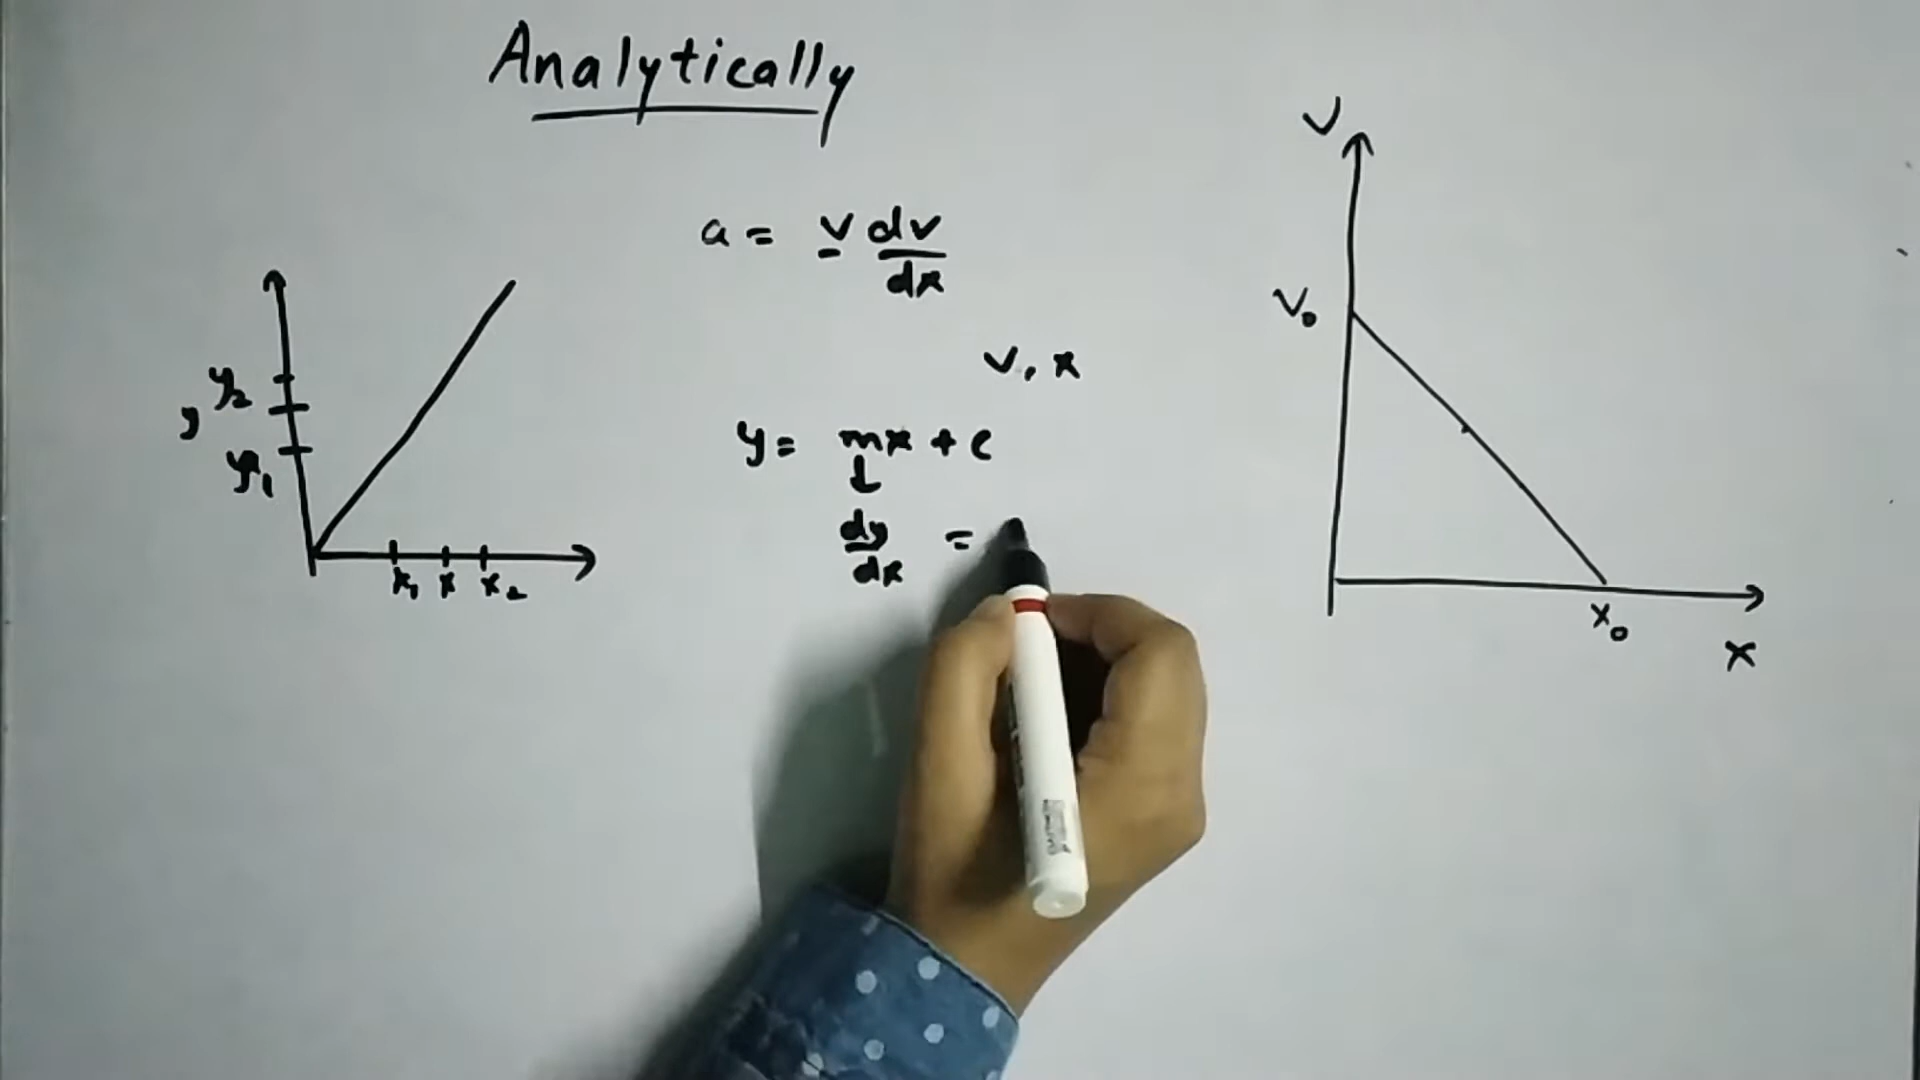 Analytically
a = v dv/dx
v, x
y = mx + c
↓
dy/dx =
y₂
y
y₁
x₁ x x₂
v
v₀
x₀
x